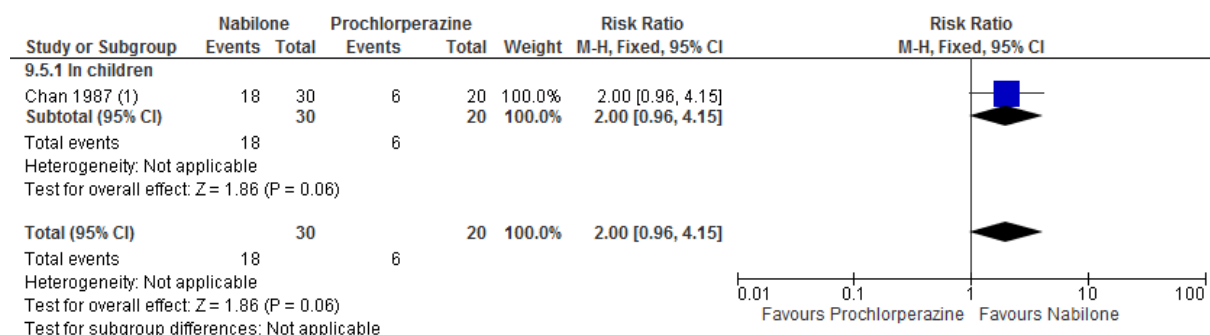 Nabilone Prochlorperazine Risk Ratio Risk Ratio
Study or Subgroup Events Total Events Total Weight M-H, Fixed, 95% CI M-H, Fixed, 95% CI
9.5.1 In children
Chan 1987 (1) 18 30 6 20 100.0% 2.00 [0.96, 4.15]
Subtotal (95% CI) 30 20 100.0% 2.00 [0.96, 4.15]
Total events 18 6
Heterogeneity: Not applicable
Test for overall effect: Z = 1.86 (P = 0.06)
Total (95% CI) 30 20 100.0% 2.00 [0.96, 4.15]
Total events 18 6
Heterogeneity: Not applicable
Test for overall effect: Z = 1.86 (P = 0.06)
Test for subgroup differences: Not applicable
0.01 0.1 1 10 100
Favours Prochlorperazine Favours Nabilone